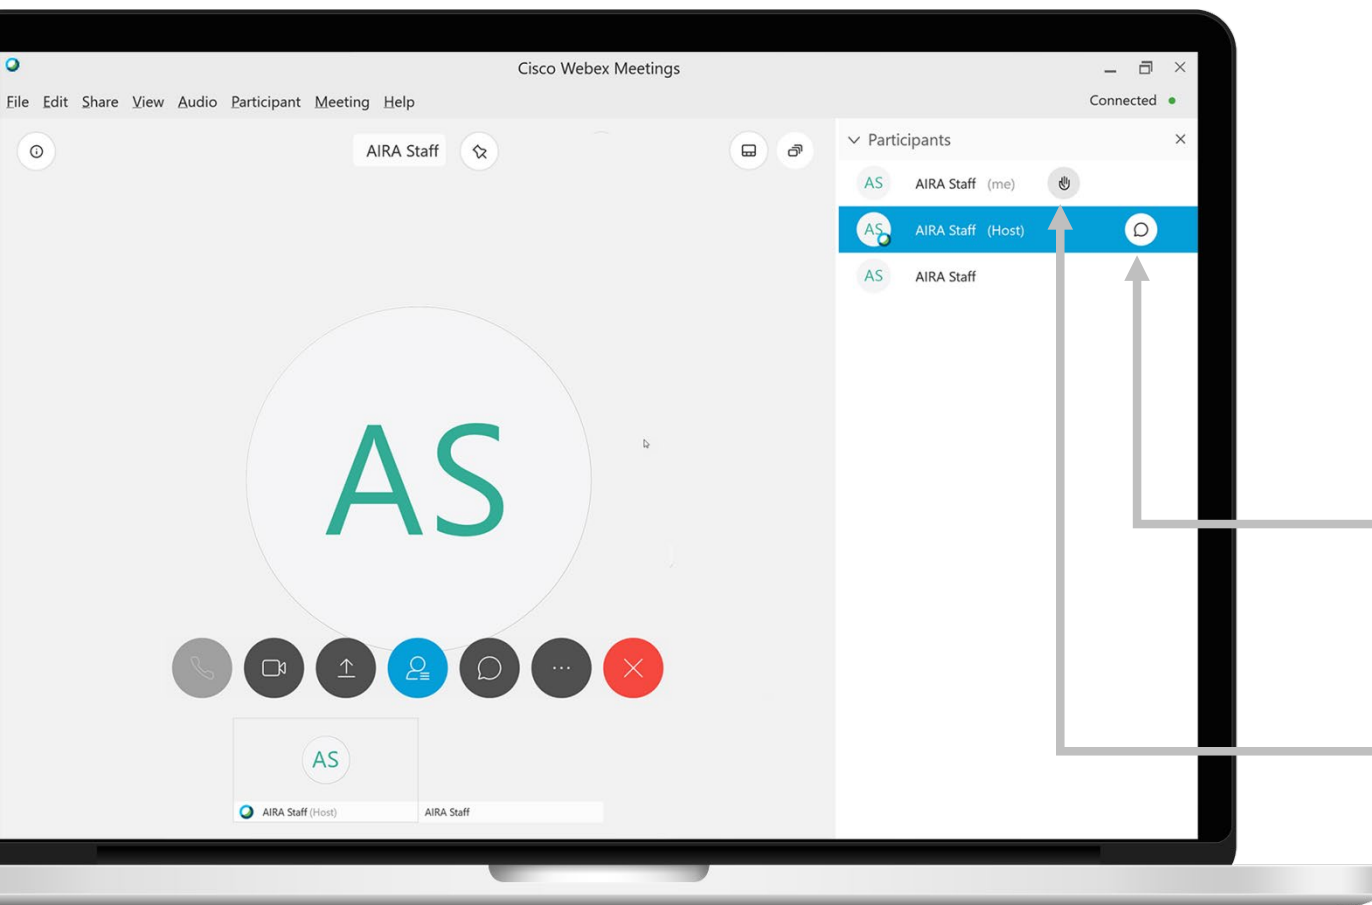 Cisco Webex Meetings
File Edit Share View Audio Participant Meeting Help
Connected
AIRA Staff
Participants
AS AIRA Staff (me)
AS AIRA Staff (Host)
AS AIRA Staff
AS
AS
AIRA Staff (Host)
AIRA Staff